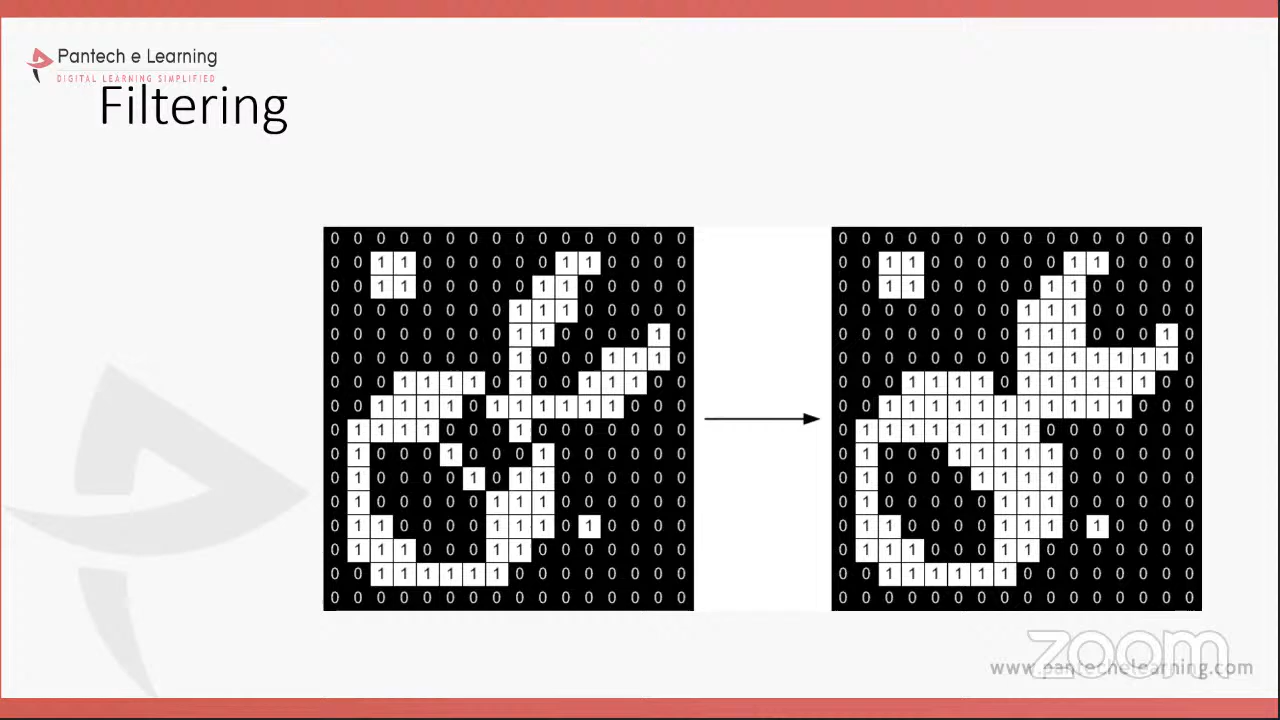 Pantech e Learning
DIGITAL LEARNING SIMPLIFIED
Filtering
0 0 0 0 0 0 0 0 0 0 0 0 0 0 0 0
0 0 1 1 0 0 0 0 0 0 1 1 0 0 0 0
0 0 1 1 0 0 0 0 0 1 1 0 0 0 0 0
0 0 0 0 0 0 0 0 1 1 1 0 0 0 0 0
0 0 0 0 0 0 0 0 1 1 0 0 0 0 1 0
0 0 0 0 0 0 0 0 1 0 0 0 1 1 1 0
0 0 0 1 1 1 1 0 1 0 0 1 1 1 0 0
0 0 1 1 1 1 0 1 1 1 1 1 1 0 0 0
0 1 1 1 1 0 0 0 1 0 0 0 0 0 0 0
0 1 0 0 0 1 0 0 0 1 0 0 0 0 0 0
0 1 0 0 0 0 1 0 1 1 0 0 0 0 0 0
0 1 0 0 0 0 0 1 1 1 0 0 0 0 0 0
0 1 1 0 0 0 0 1 1 1 0 1 0 0 0 0
0 1 1 1 0 0 0 1 1 0 0 0 0 0 0 0
0 0 1 1 1 1 1 1 0 0 0 0 0 0 0 0
0 0 0 0 0 0 0 0 0 0 0 0 0 0 0 0
0 0 0 0 0 0 0 0 0 0 0 0 0 0 0 0
0 0 1 1 0 0 0 0 0 0 1 1 0 0 0 0
0 0 1 1 0 0 0 0 0 1 1 0 0 0 0 0
0 0 0 0 0 0 0 0 1 1 1 0 0 0 0 0
0 0 0 0 0 0 0 0 1 1 1 0 0 0 1 0
0 0 0 0 0 0 0 0 1 1 1 1 1 1 1 0
0 0 0 1 1 1 1 0 1 1 1 1 1 1 0 0
0 0 1 1 1 1 1 1 1 1 1 1 1 0 0 0
0 1 1 1 1 1 1 1 1 0 0 0 0 0 0 0
0 1 0 0 0 1 1 1 1 1 0 0 0 0 0 0
0 1 0 0 0 0 1 1 1 1 0 0 0 0 0 0
0 1 0 0 0 0 0 1 1 1 0 0 0 0 0 0
0 1 1 0 0 0 0 1 1 1 0 1 0 0 0 0
0 1 1 1 0 0 0 1 1 0 0 0 0 0 0 0
0 0 1 1 1 1 1 1 0 0 0 0 0 0 0 0
0 0 0 0 0 0 0 0 0 0 0 0 0 0 0 0
zoom
www.pantechelearning.com